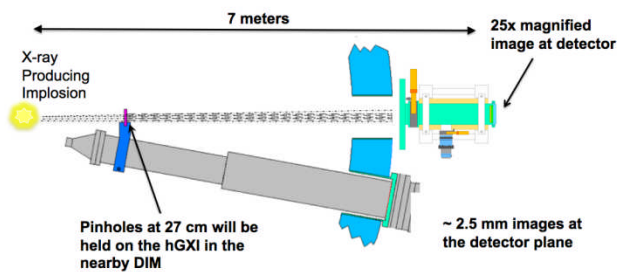 7 meters
25x magnified
image at detector
X-ray
Producing
Implosion
Pinholes at 27 cm will be
held on the hGXI in the
nearby DIM
~ 2.5 mm images at
the detector plane